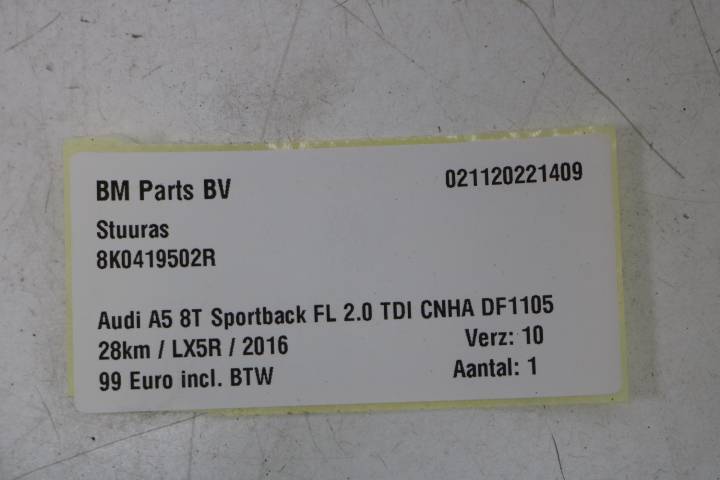 BM Parts BV 021120221409
Stuuras
8K0419502R
Audi A5 8T Sportback FL 2.0 TDI CNHA DF1105
28km / LX5R / 2016 Verz: 10
99 Euro incl. BTW Aantal: 1